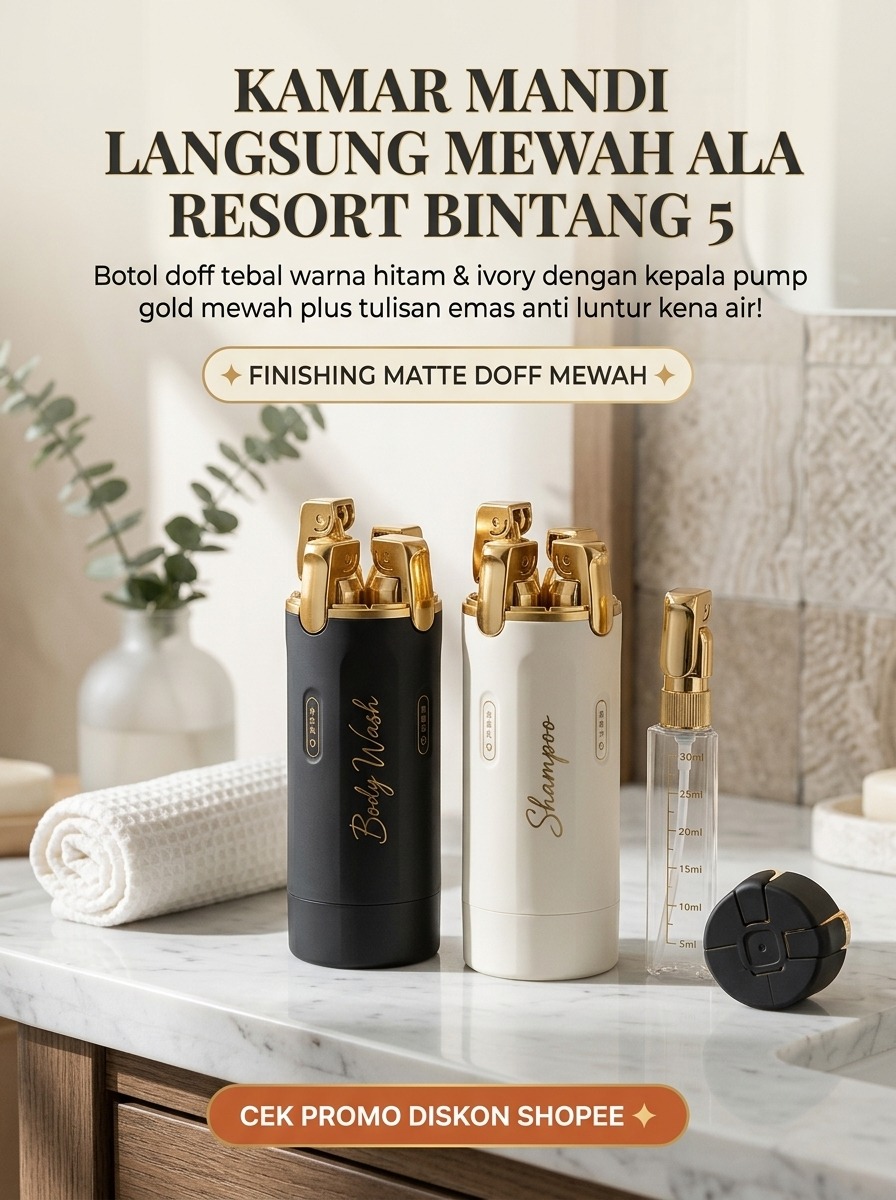 KAMAR MANDI
LANGSUNG MEWAH ALA
RESORT BINTANG 5
Botol doff tebal warna hitam & ivory dengan kepala pump
gold mewah plus tulisan emas anti luntur kena air!
✦ FINISHING MATTE DOFF MEWAH ✦
Body Wash
Shampoo
30ml
25ml
20ml
15ml
10ml
5ml
CEK PROMO DISKON SHOPEE ✦